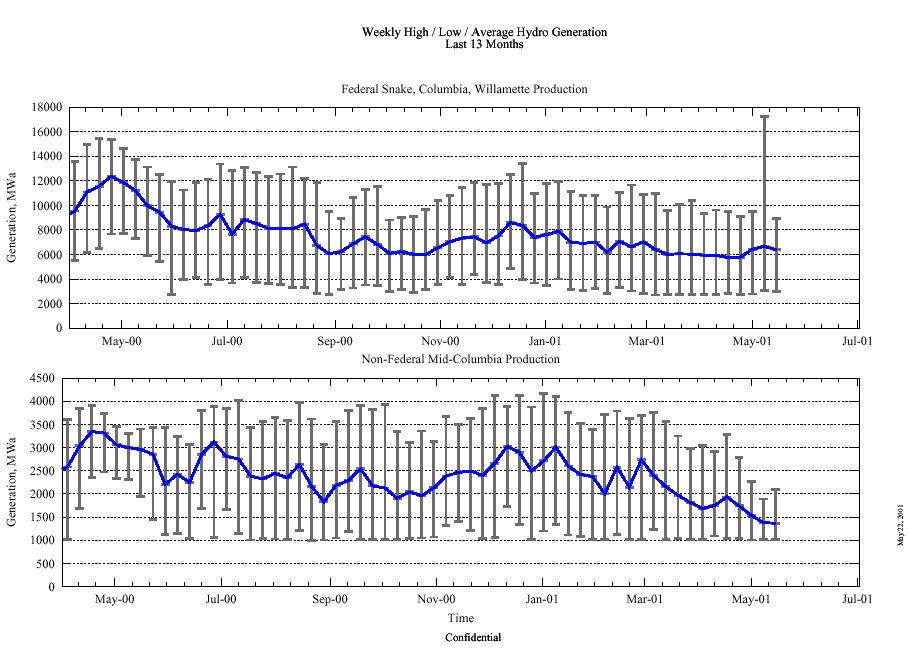 Weekly High / Low / Average Hydro Generation
Last 13 Months
Federal Snake, Columbia, Willamette Production
Generation, MWa
18000
16000
14000
12000
10000
8000
6000
4000
2000
0
May-00 Jul-00 Sep-00 Nov-00 Jan-01 Mar-01 May-01 Jul-01
Non-Federal Mid-Columbia Production
Generation, MWa
4500
4000
3500
3000
2500
2000
1500
1000
500
0
May-00 Jul-00 Sep-00 Nov-00 Jan-01 Mar-01 May-01 Jul-01
Time
Confidential
May 22, 2001